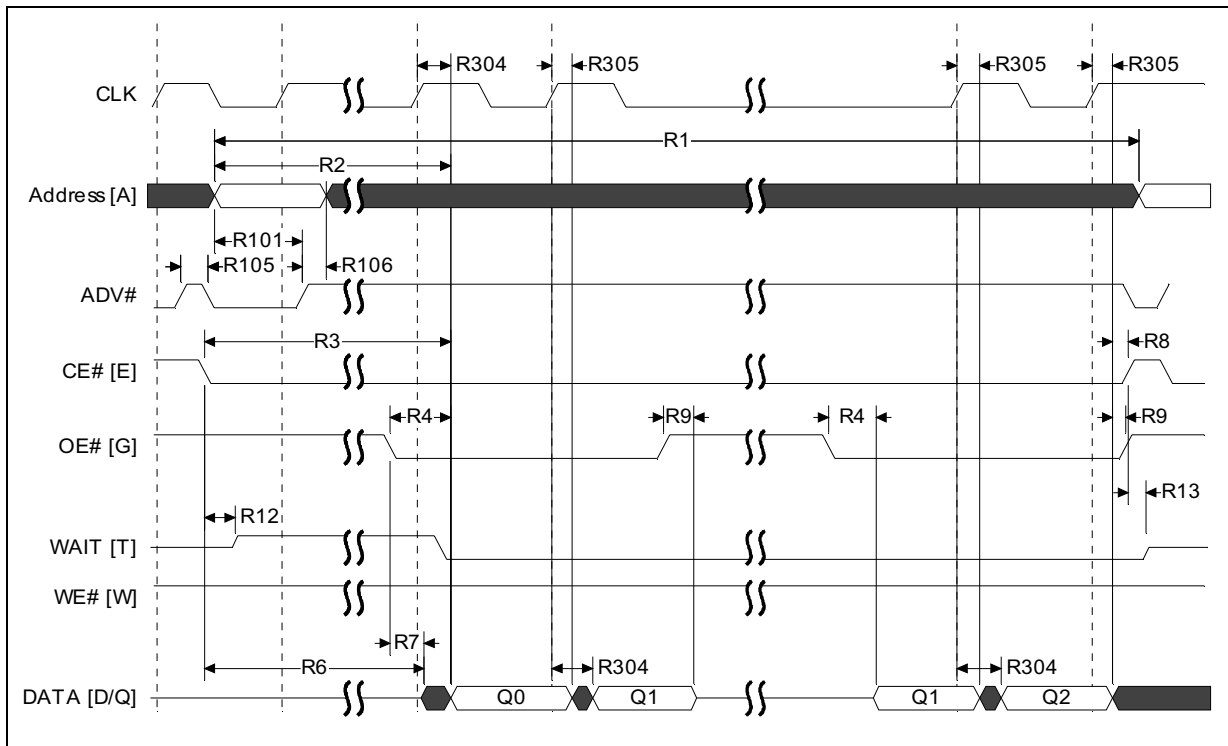 R304 R305 R305 R305
CLK
R1
R2
Address [A]
R101
R105 R106
ADV#
R3 R8
CE# [E]
R4 R9 R4 R9
OE# [G]
R13
R12
WAIT [T]
WE# [W]
R7
R6 R304 R304
DATA [D/Q] Q0 Q1 Q1 Q2